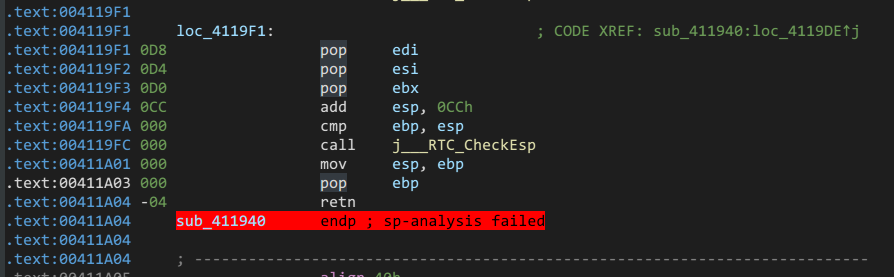 .text:004119F1
.text:004119F1 loc_4119F1: ; CODE XREF: sub_411940:loc_4119DE↑j
.text:004119F1 0D8 pop edi
.text:004119F2 0D4 pop esi
.text:004119F3 0D0 pop ebx
.text:004119F4 0CC add esp, 0CCh
.text:004119FA 000 cmp ebp, esp
.text:004119FC 000 call j___RTC_CheckEsp
.text:00411A01 000 mov esp, ebp
.text:00411A03 000 pop ebp
.text:00411A04 -04 retn
.text:00411A04 sub_411940 endp ; sp-analysis failed
.text:00411A04
.text:00411A04 ; ---------------------------------------------------------------------------
.text:00411A05 align 40h